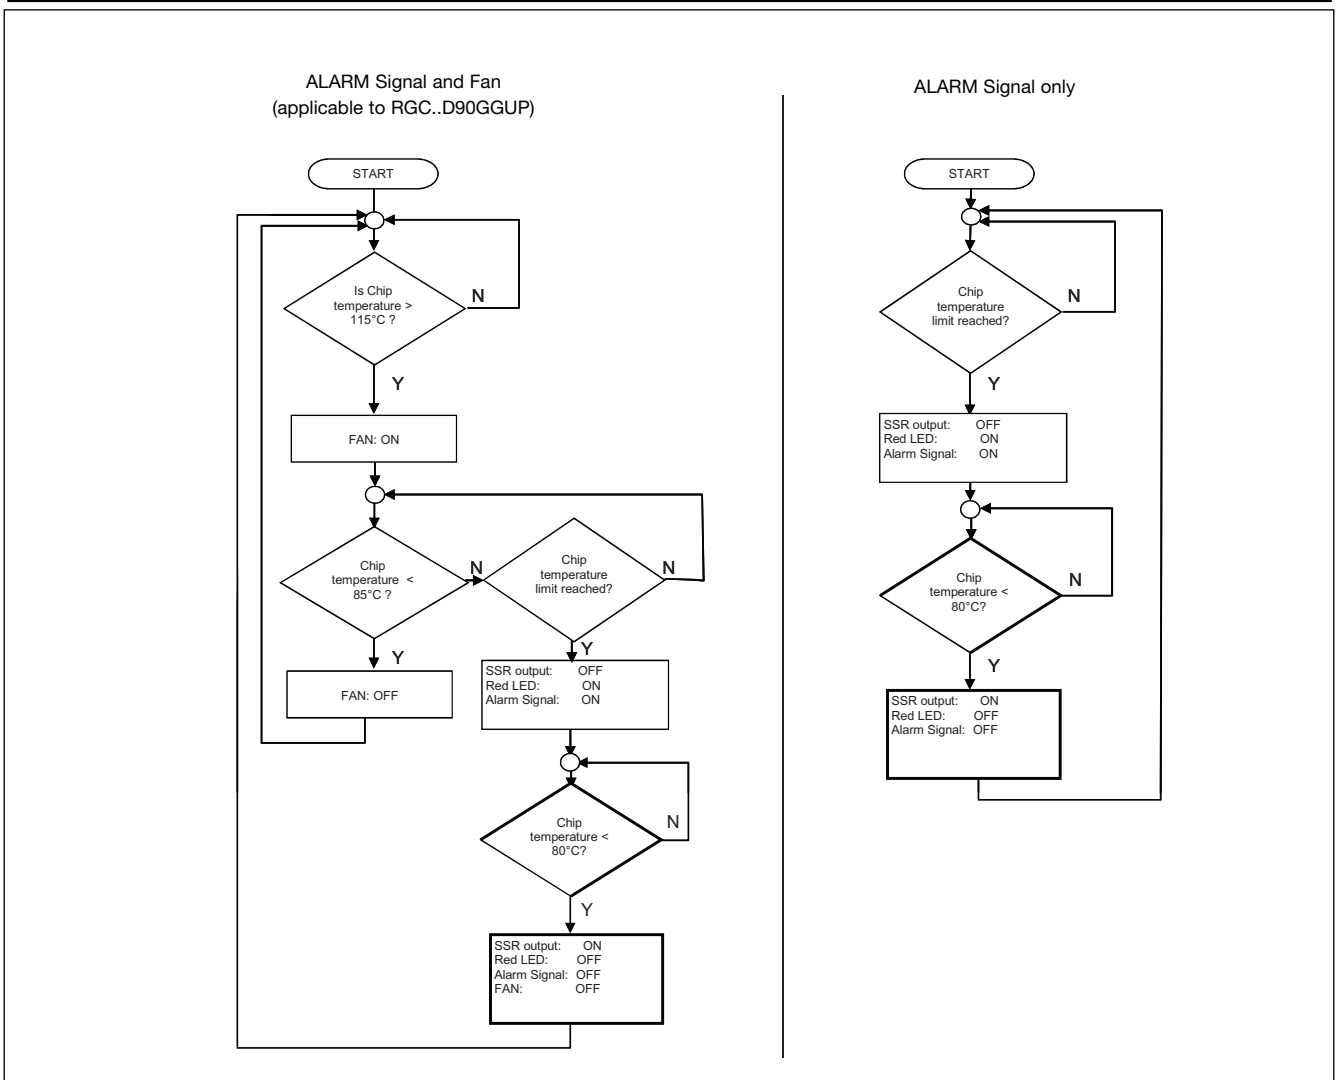 ALARM Signal and Fan
(applicable to RGC..D90GGUP)
START
Is Chip
temperature >
115°C ?
N
Y
FAN: ON
Chip
temperature <
85°C ?
N
Chip
temperature
limit reached?
N
Y
FAN: OFF
Y
SSR output: OFF
Red LED: ON
Alarm Signal: ON
Chip
temperature <
80°C?
N
Y
SSR output: ON
Red LED: OFF
Alarm Signal: OFF
FAN: OFF
ALARM Signal only
START
Chip
temperature
limit reached?
N
Y
SSR output: OFF
Red LED: ON
Alarm Signal: ON
Chip
temperature <
80°C?
N
Y
SSR output: ON
Red LED: OFF
Alarm Signal: OFF